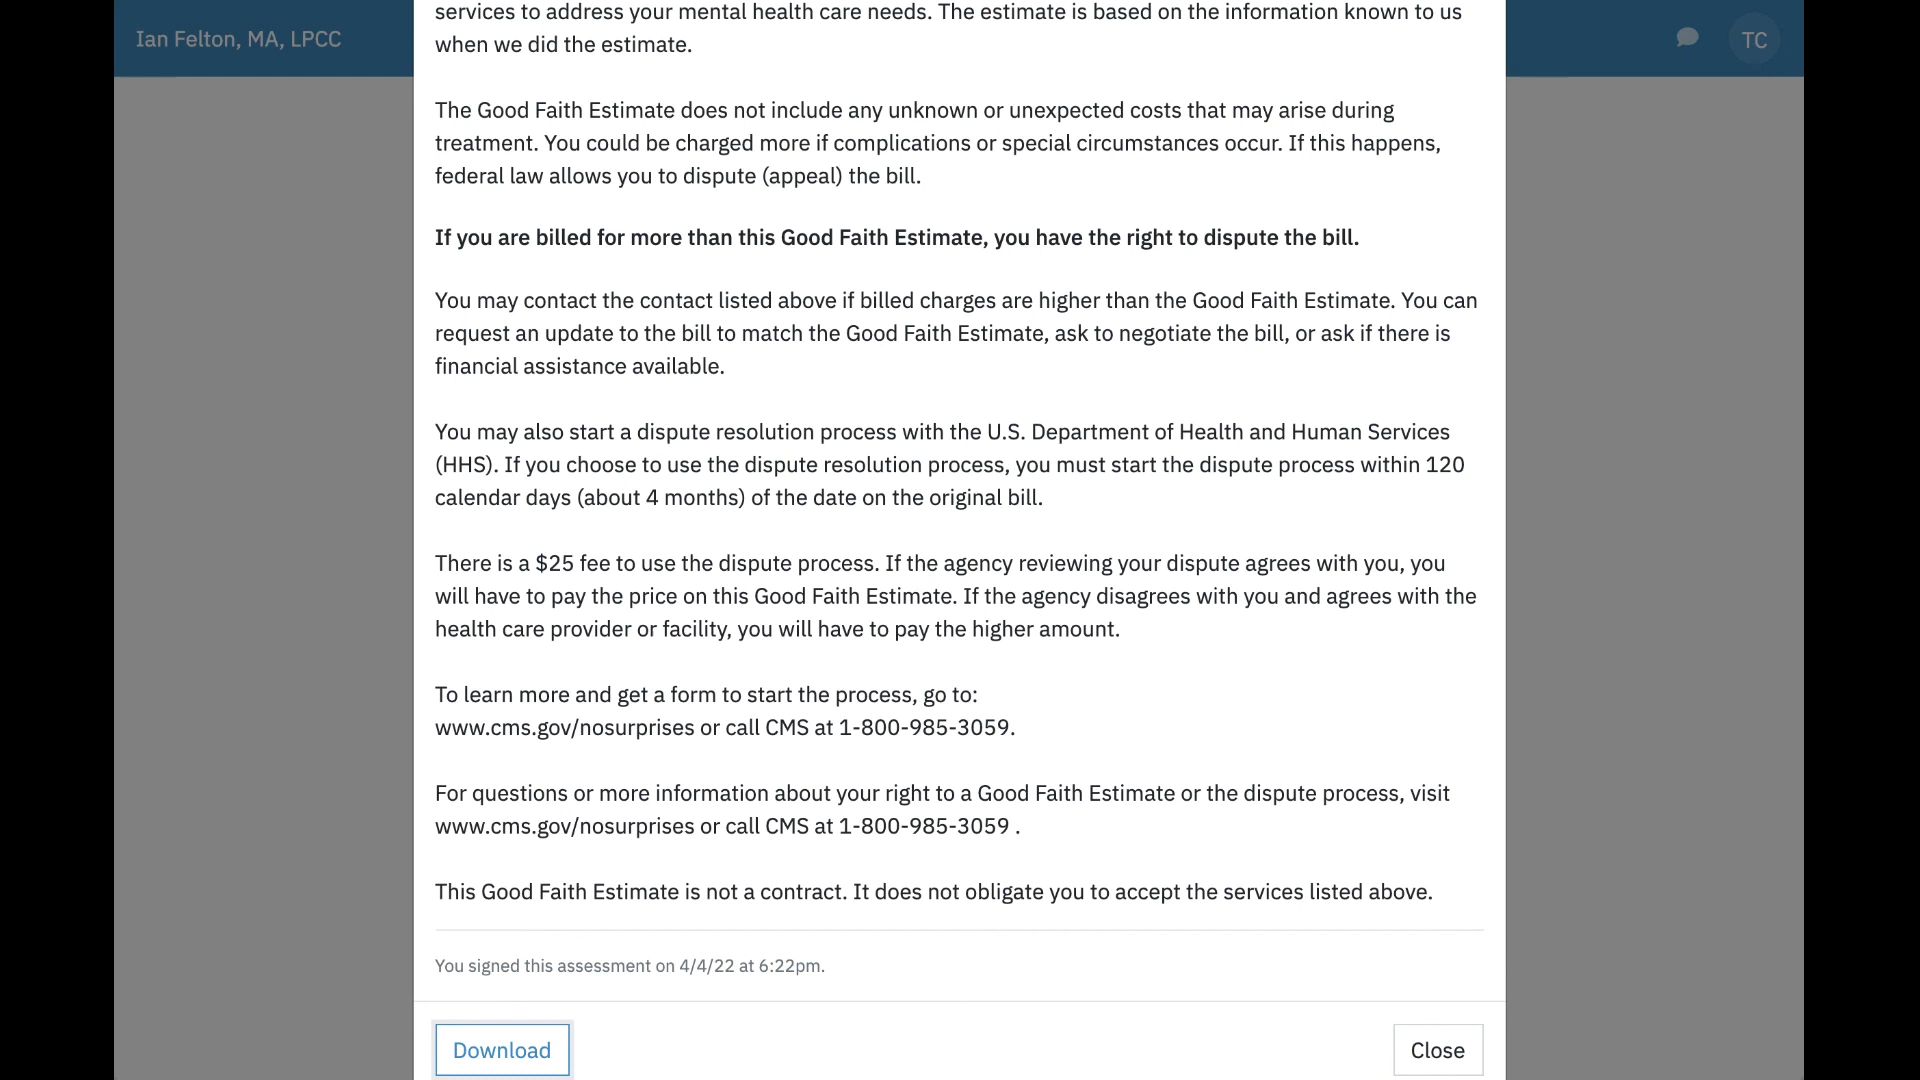 Ian Felton, MA, LPCC
TC
services to address your mental health care needs. The estimate is based on the information known to us
when we did the estimate.
The Good Faith Estimate does not include any unknown or unexpected costs that may arise during
treatment. You could be charged more if complications or special circumstances occur. If this happens,
federal law allows you to dispute (appeal) the bill.
If you are billed for more than this Good Faith Estimate, you have the right to dispute the bill.
You may contact the contact listed above if billed charges are higher than the Good Faith Estimate. You can
request an update to the bill to match the Good Faith Estimate, ask to negotiate the bill, or ask if there is
financial assistance available.
You may also start a dispute resolution process with the U.S. Department of Health and Human Services
(HHS). If you choose to use the dispute resolution process, you must start the dispute process within 120
calendar days (about 4 months) of the date on the original bill.
There is a $25 fee to use the dispute process. If the agency reviewing your dispute agrees with you, you
will have to pay the price on this Good Faith Estimate. If the agency disagrees with you and agrees with the
health care provider or facility, you will have to pay the higher amount.
To learn more and get a form to start the process, go to:
www.cms.gov/nosurprises or call CMS at 1-800-985-3059.
For questions or more information about your right to a Good Faith Estimate or the dispute process, visit
www.cms.gov/nosurprises or call CMS at 1-800-985-3059 .
This Good Faith Estimate is not a contract. It does not obligate you to accept the services listed above.
You signed this assessment on 4/4/22 at 6:22pm.
Download
Close